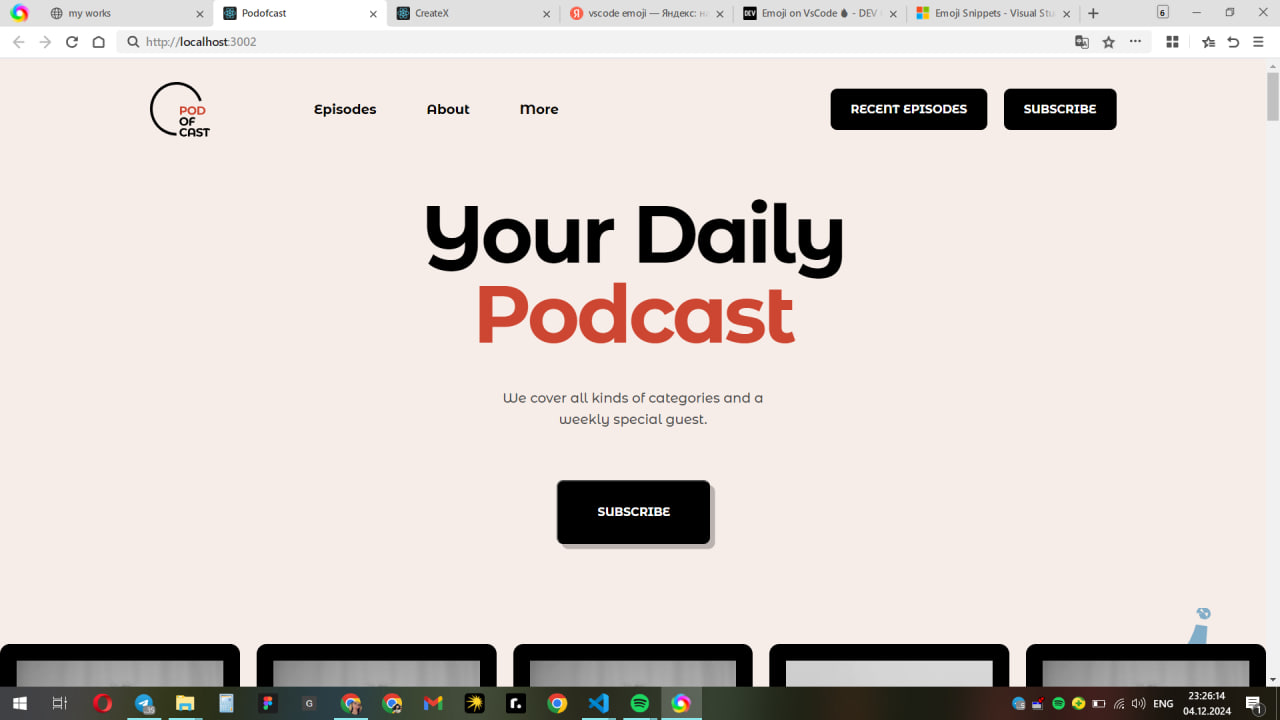 my works
Podofcast
CreateX
vscode emoji — Яндекс: на
Emoji on VsCode - DEV
Emoji Snippets - Visual Stu
6
http://localhost:3002
POD
OF
CAST
Episodes
About
More
RECENT EPISODES
SUBSCRIBE
Your Daily
Podcast
We cover all kinds of categories and a
weekly special guest.
SUBSCRIBE
ENG
23:26:14
04.12.2024
1